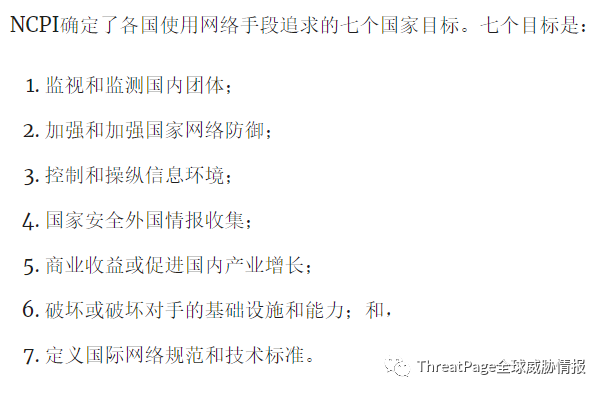 NCPI确定了各国使用网络手段追求的七个国家目标。七个目标是：
1. 监视和监测国内团体；
2. 加强和加强国家网络防御；
3. 控制和操纵信息环境；
4. 国家安全外国情报收集；
5. 商业收益或促进国内产业增长；
6. 破坏或破坏对手的基础设施和能力；和，
7. 定义国际网络规范和技术标准。
ThreatPage全球威胁情报